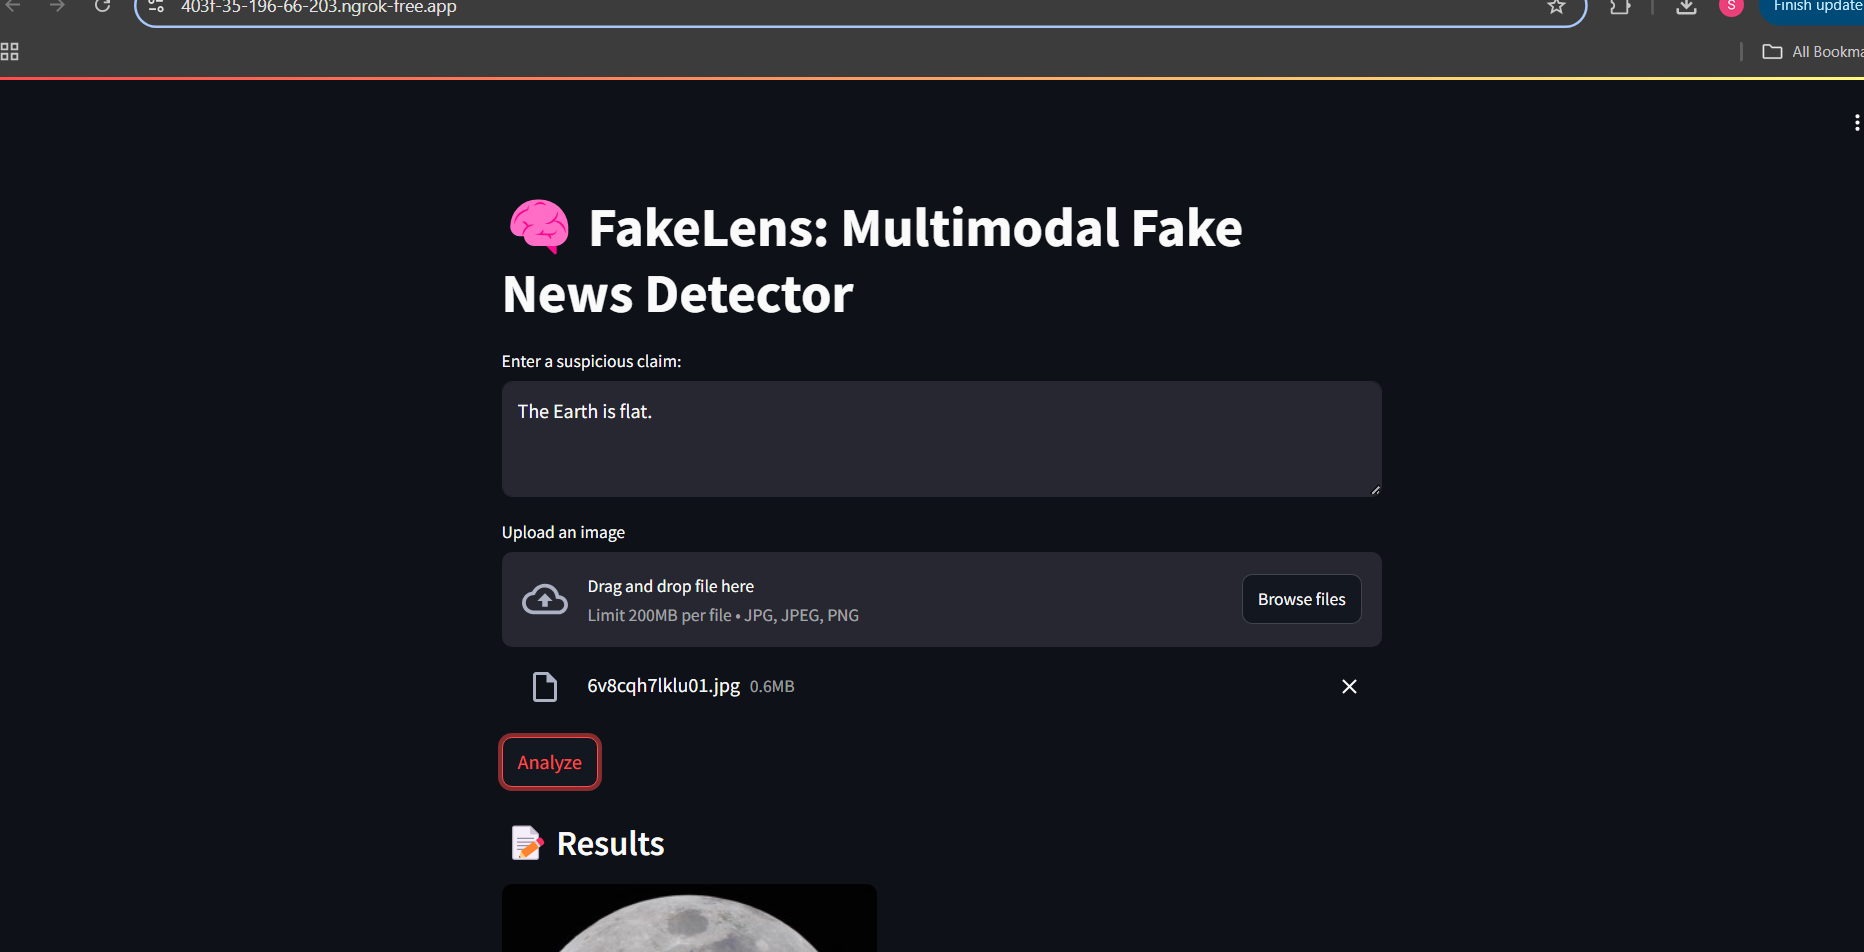 403f-35-196-66-203.ngrok-free.app
S
Finish update
All Bookma
FakeLens: Multimodal Fake
News Detector
Enter a suspicious claim:
The Earth is flat.
Upload an image
Drag and drop file here
Limit 200MB per file • JPG, JPEG, PNG
Browse files
6v8cqh7lklu01.jpg 0.6MB
Analyze
Results